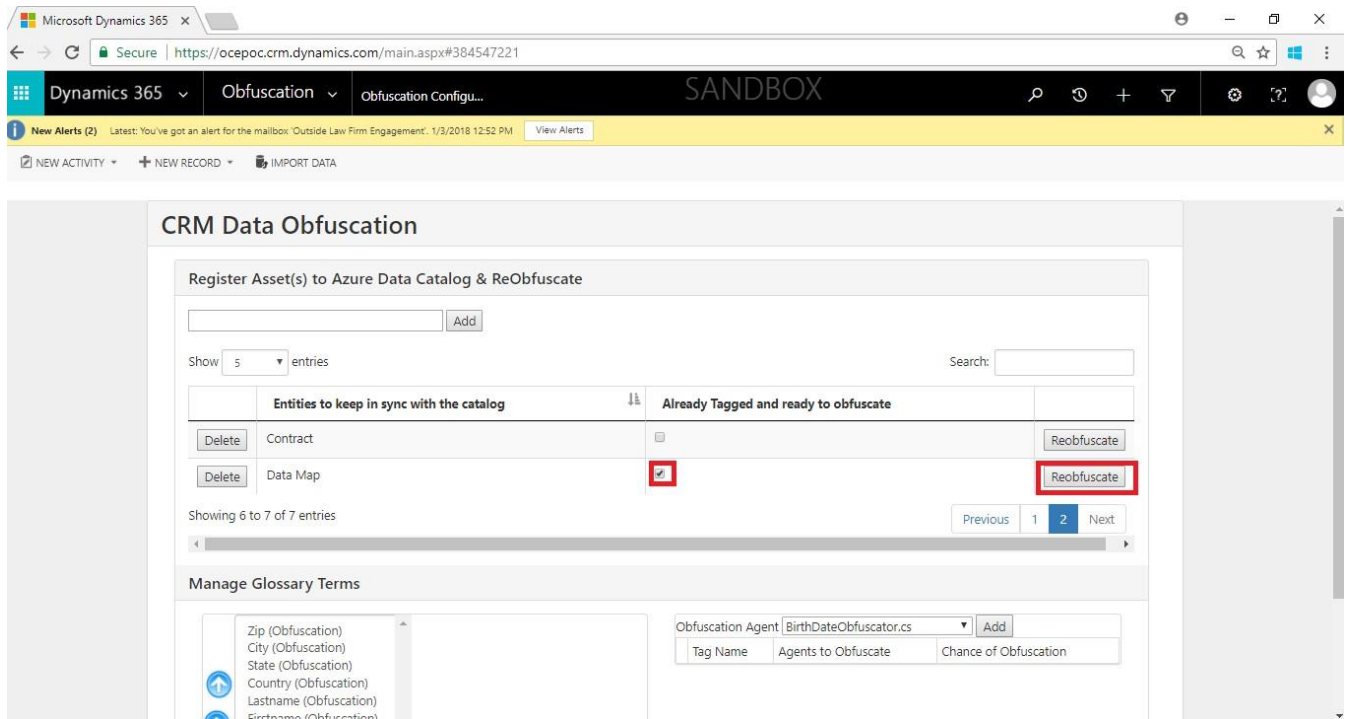 Microsoft Dynamics 365
Secure | https://ocepoc.crm.dynamics.com/main.aspx#384547221
Dynamics 365 Obfuscation Obfuscation Configu... SANDBOX [?]
New Alerts (2) Latest: You've got an alert for the mailbox 'Outside Law Firm Engagement'. 1/3/2018 12:52 PM View Alerts
NEW ACTIVITY NEW RECORD IMPORT DATA
CRM Data Obfuscation
Register Asset(s) to Azure Data Catalog & ReObfuscate
Add
Show 5 entries Search:
Entities to keep in sync with the catalog Already Tagged and ready to obfuscate
Delete Contract Reobfuscate
Delete Data Map Reobfuscate
Showing 6 to 7 of 7 entries Previous 1 2 Next
Manage Glossary Terms
Zip (Obfuscation)
City (Obfuscation)
State (Obfuscation)
Country (Obfuscation)
Lastname (Obfuscation)
Firstname (Obfuscation)
Obfuscation Agent BirthDateObfuscator.cs Add
Tag Name Agents to Obfuscate Chance of Obfuscation